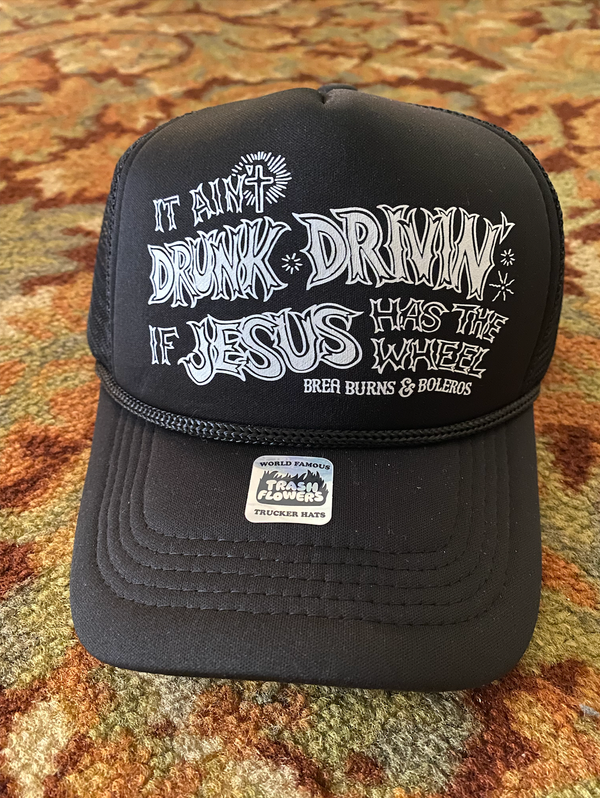 IT AIN'T
DRUNK DRIVIN'
IF JESUS HAS THE
WHEEL
BREA BURNS & BOLEROS
WORLD FAMOUS
TRASH
FLOWERS
TRUCKER HATS